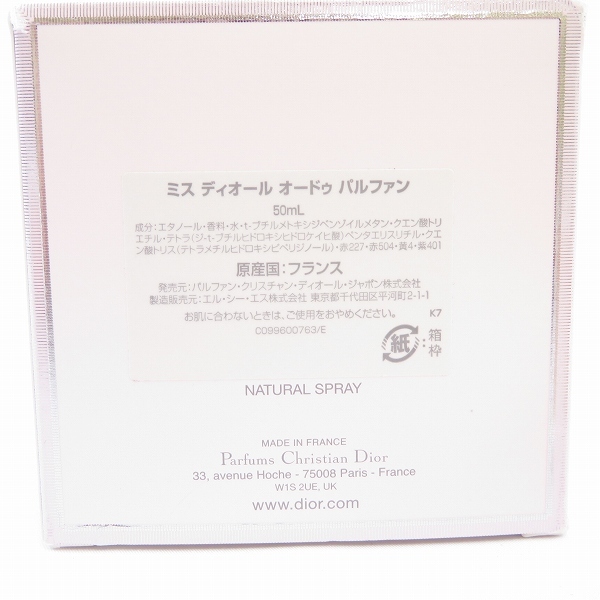 ミス ディオール オードゥ パルファン
50mL
成分:エタノール・香料・水・t-ブチルメトキシジベンゾイルメタン・クエン酸トリ
エチル・テトラ(ジ-t-ブチルヒドロキシヒドロケイヒ酸)ペンタエリスリチル・クエ
ン酸トリス(テトラメチルヒドロキシピペリジノール)・赤227・赤504・黄4・紫401
原産国:フランス
発売元:パルファン・クリスチャン・ディオール・ジャポン株式会社
製造販売元:エル・シー・エス株式会社 東京都千代田区平河町2-1-1
お肌に合わないときは、ご使用をおやめください。 K7
C099600763/E
紙:箱
枠
NATURAL SPRAY
MADE IN FRANCE
Parfums Christian Dior
33, avenue Hoche - 75008 Paris - France
W1S 2UE, UK
www.dior.com